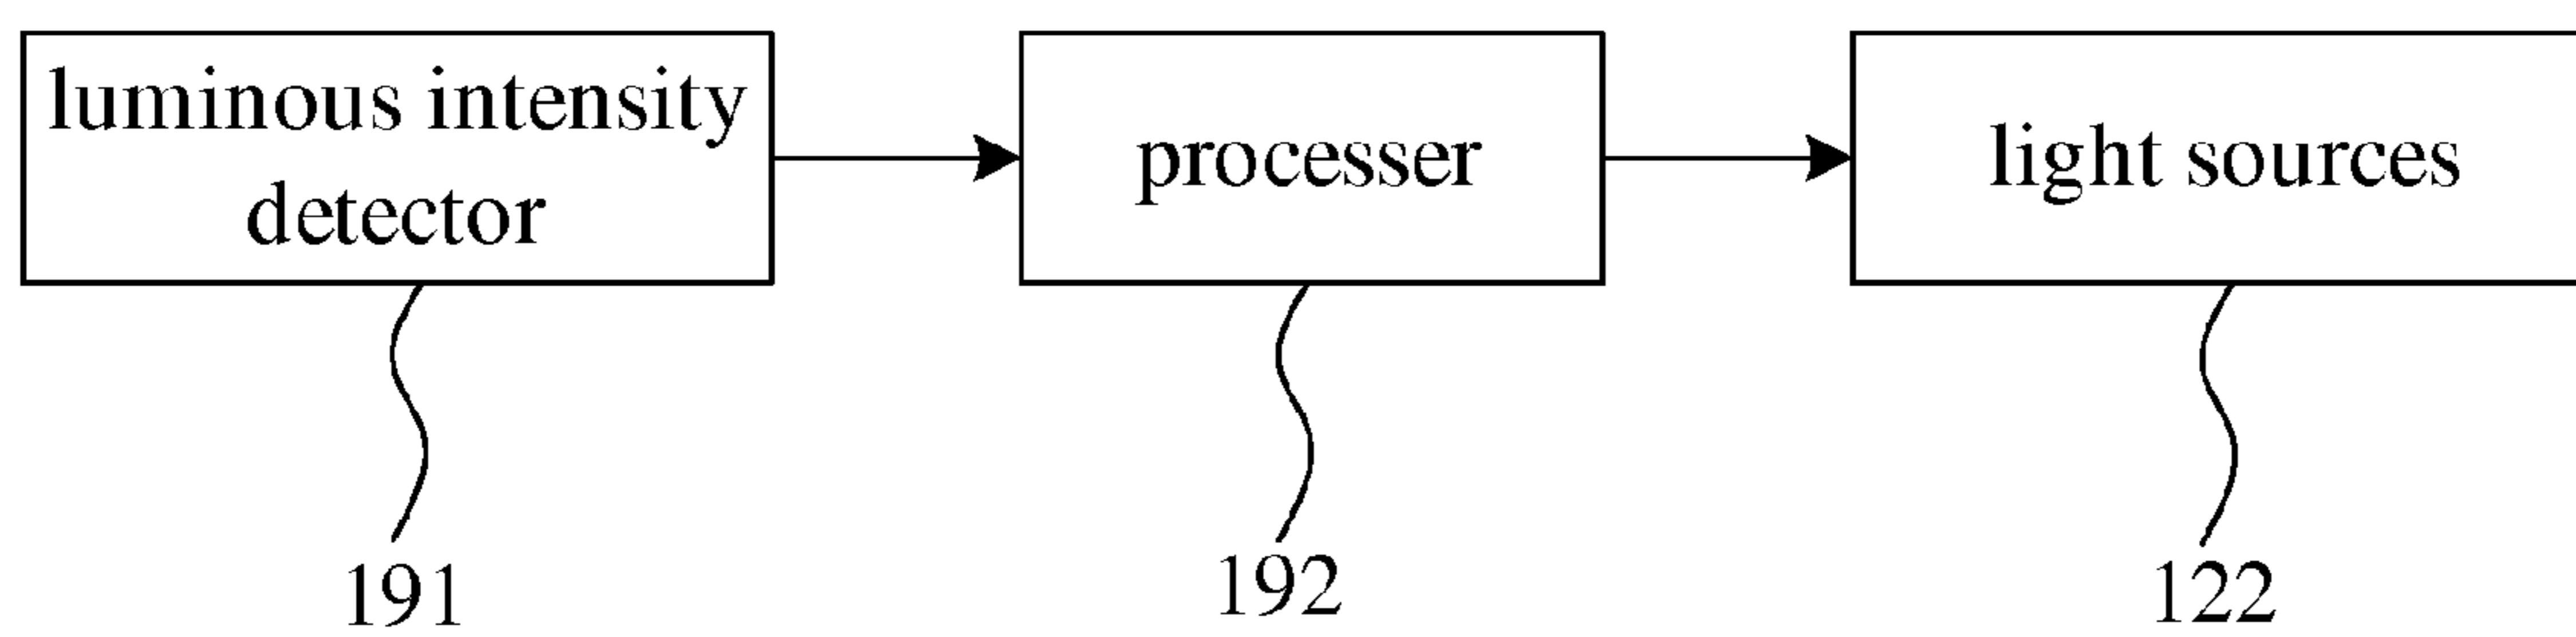 luminous intensity
detector
processer
light sources
191
192
122